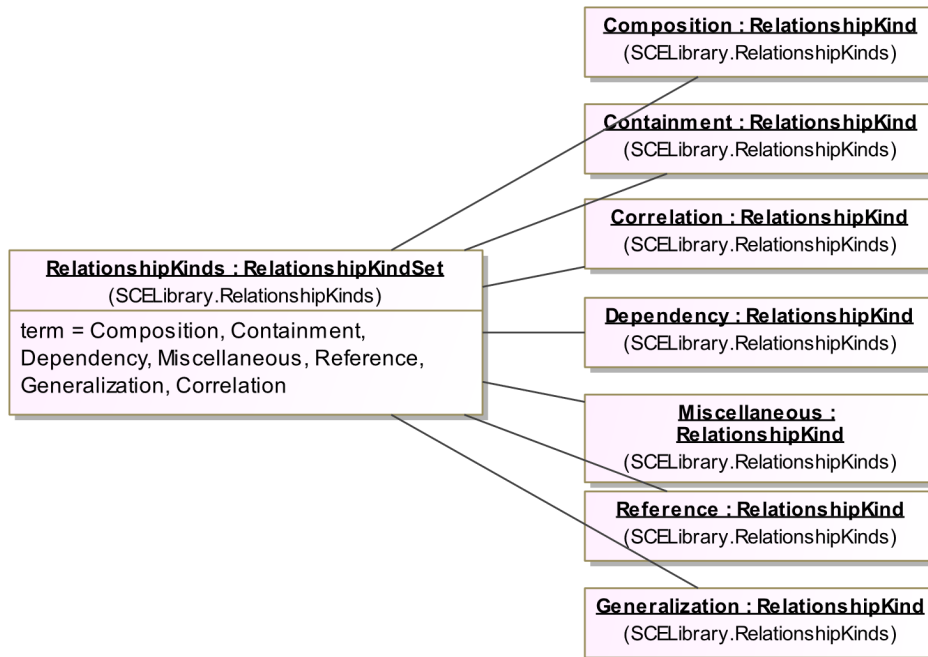 Composition : RelationshipKind
(SCELibrary.RelationshipKinds)
Containment : RelationshipKind
(SCELibrary.RelationshipKinds)
Correlation : RelationshipKind
(SCELibrary.RelationshipKinds)
RelationshipKinds : RelationshipKindSet
(SCELibrary.RelationshipKinds)
term = Composition, Containment,
Dependency, Miscellaneous, Reference,
Generalization, Correlation
Dependency : RelationshipKind
(SCELibrary.RelationshipKinds)
Miscellaneous :
RelationshipKind
(SCELibrary.RelationshipKinds)
Reference : RelationshipKind
(SCELibrary.RelationshipKinds)
Generalization : RelationshipKind
(SCELibrary.RelationshipKinds)